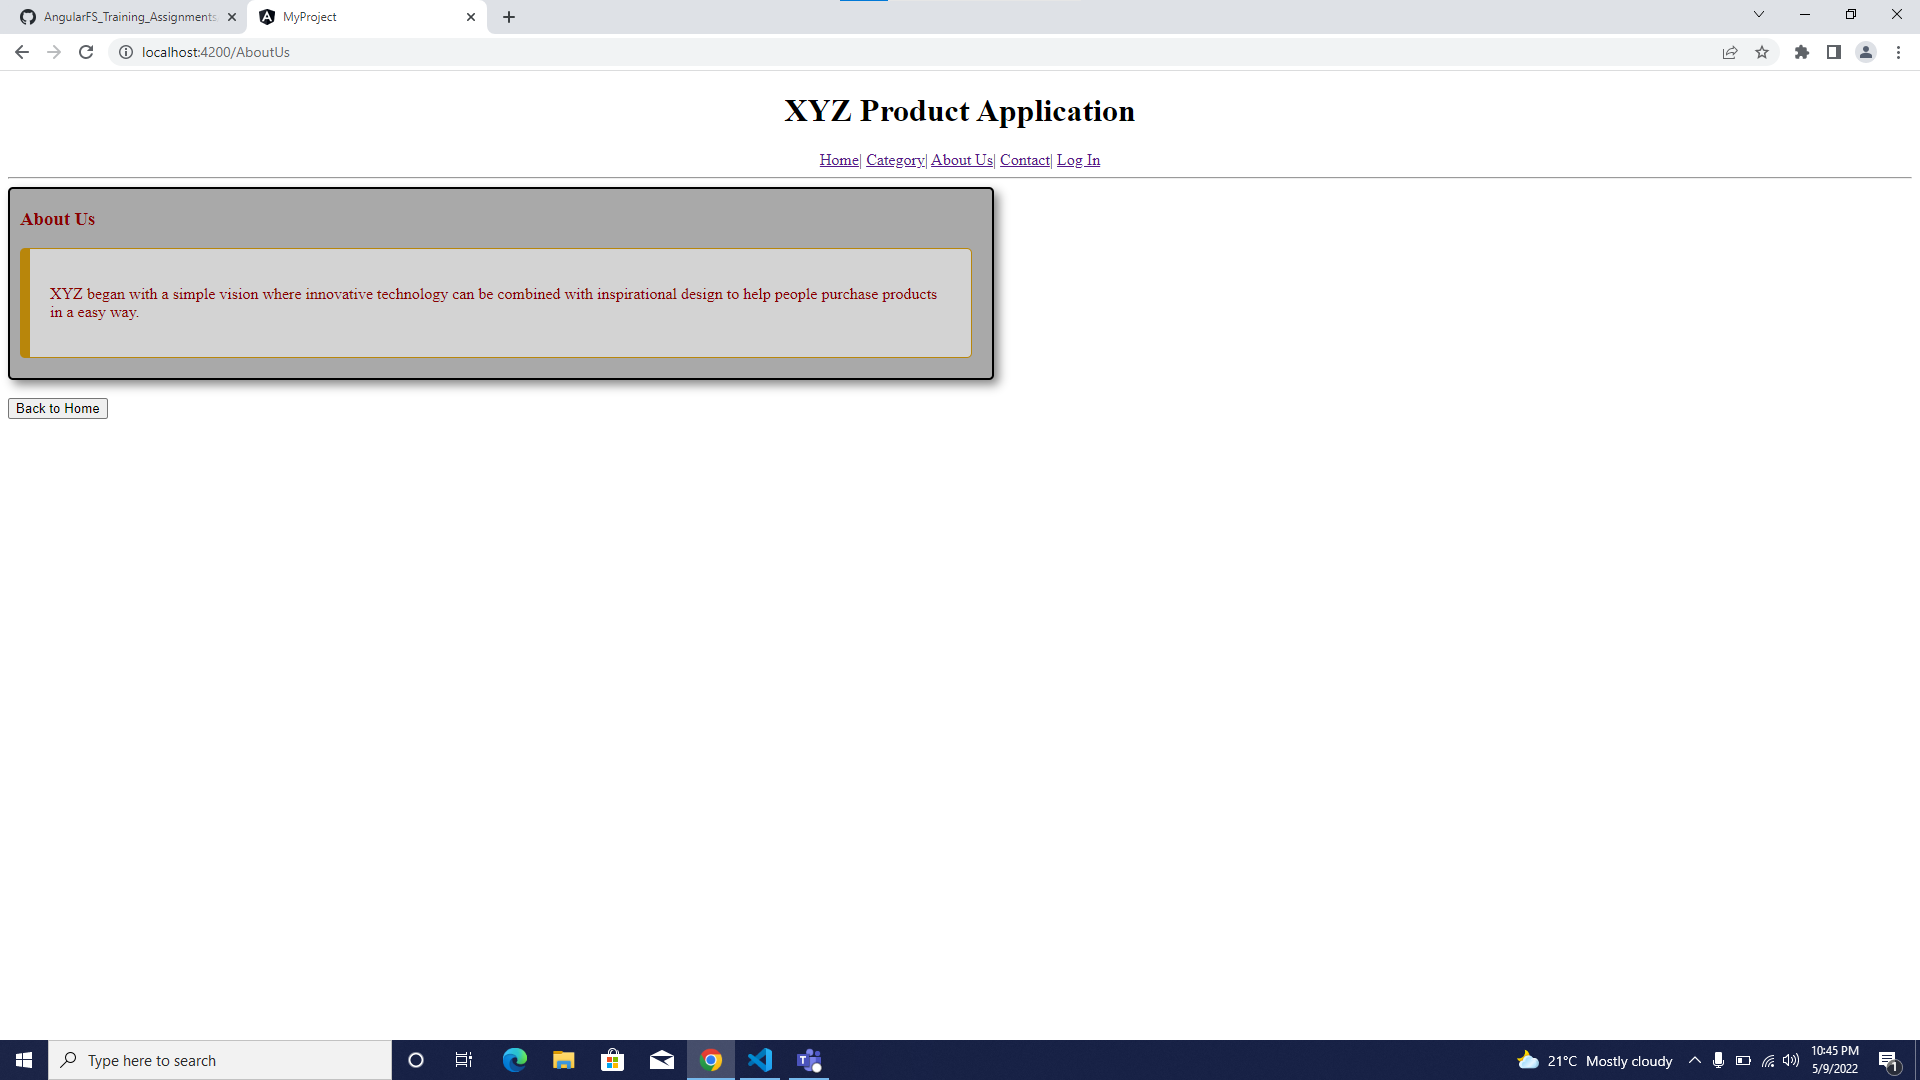 AngularFS_Training_Assignments
MyProject
localhost:4200/AboutUs
XYZ Product Application
Home| Category| About Us| Contact| Log In
About Us
XYZ began with a simple vision where innovative technology can be combined with inspirational design to help people purchase products
in a easy way.
Back to Home
Type here to search
21°C Mostly cloudy
10:45 PM
5/9/2022
1